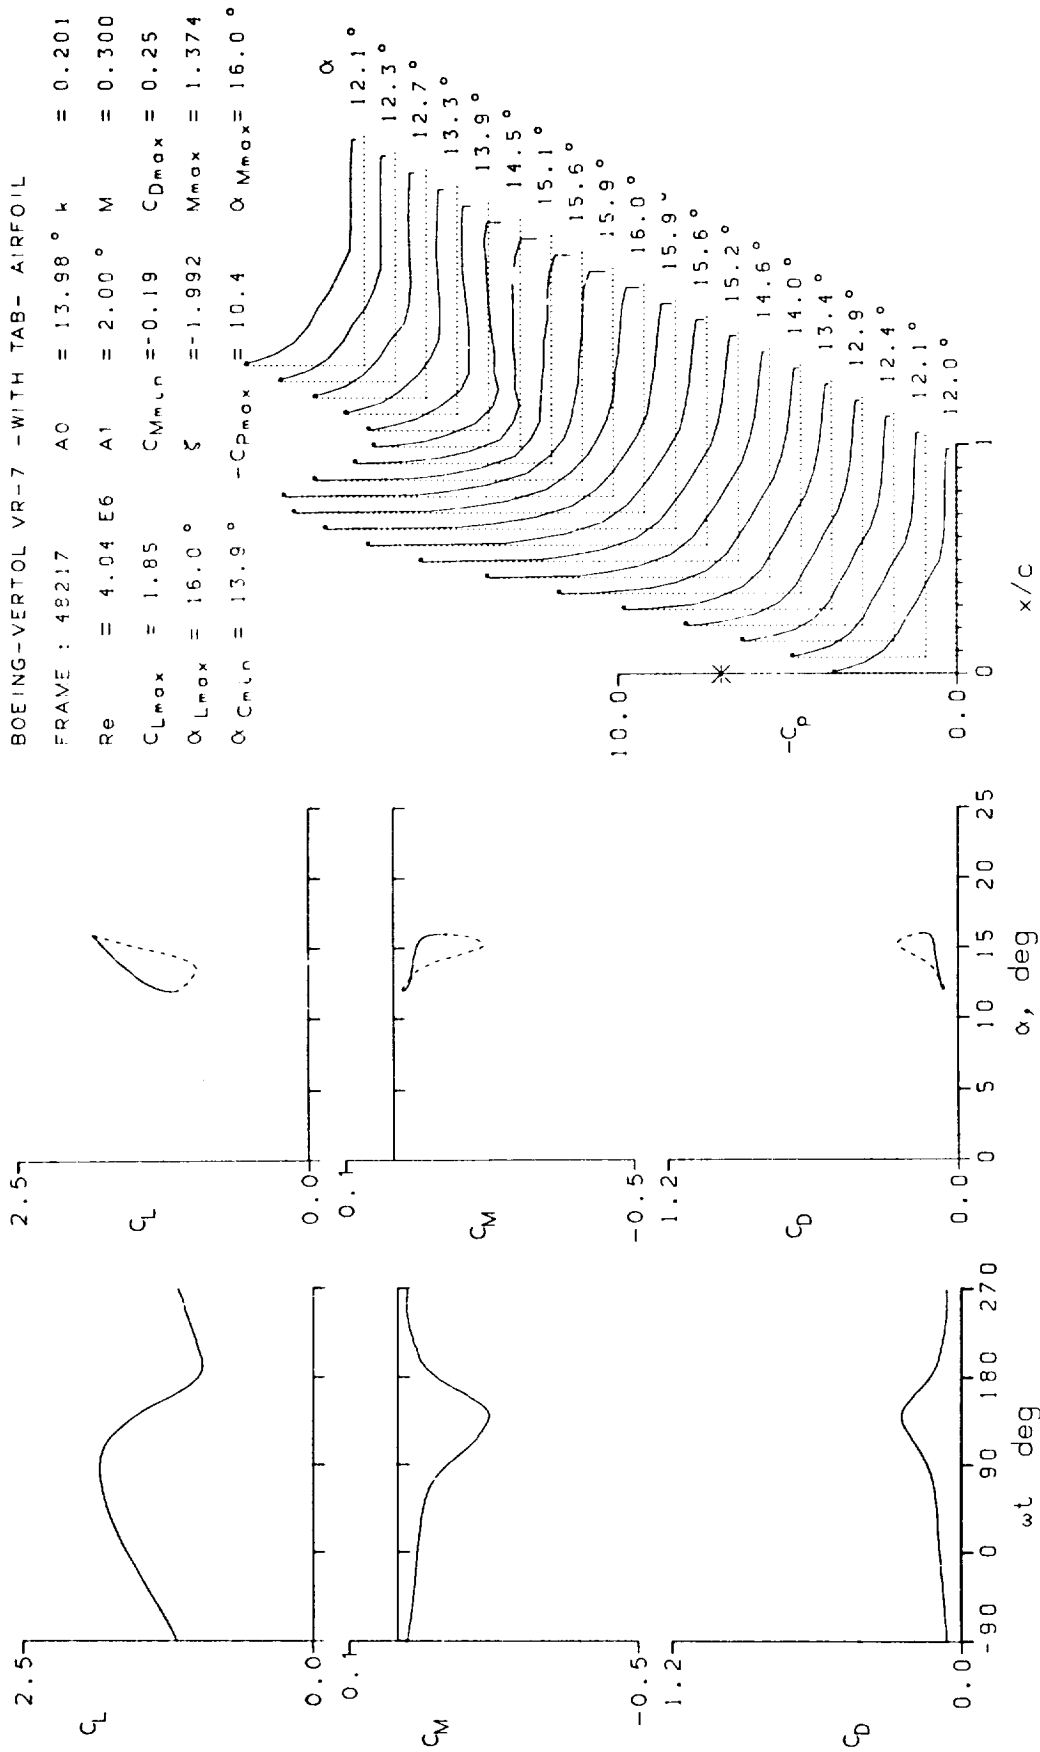 BOEING-VERTOL VR-7 -WITH TAB- AIRFOIL
FRAME : 48217 A0 = 13.98° k = 0.201
Re = 4.04 E6 A1 = 2.00° M = 0.300
CLmax = 1.85 CMmin =-0.19 CDmax = 0.25
αLmax = 16.0° ζ =-1.992 Mmax = 1.374
αCmin = 13.9° -CPmax = 10.4 αMmax = 16.0°
α
12.1°
12.3°
12.7°
13.3°
13.9°
14.5°
15.1°
15.6°
15.9
16.0°
15.9°
15.6°
15.2°
14.6°
14.0°
13.4°
12.9°
12.4°
12.1°
12.0°
10.0
-Cp
0.0
0 1
x/c
2.5
CL
0.0
0.1
CM
-0.5
1.2
CD
0.0
-90 0 90 180 270
ωt deg
2.5
CL
0.0
0.1
CM
-0.5
1.2
CD
0.0
0 5 10 15 20 25
α, deg